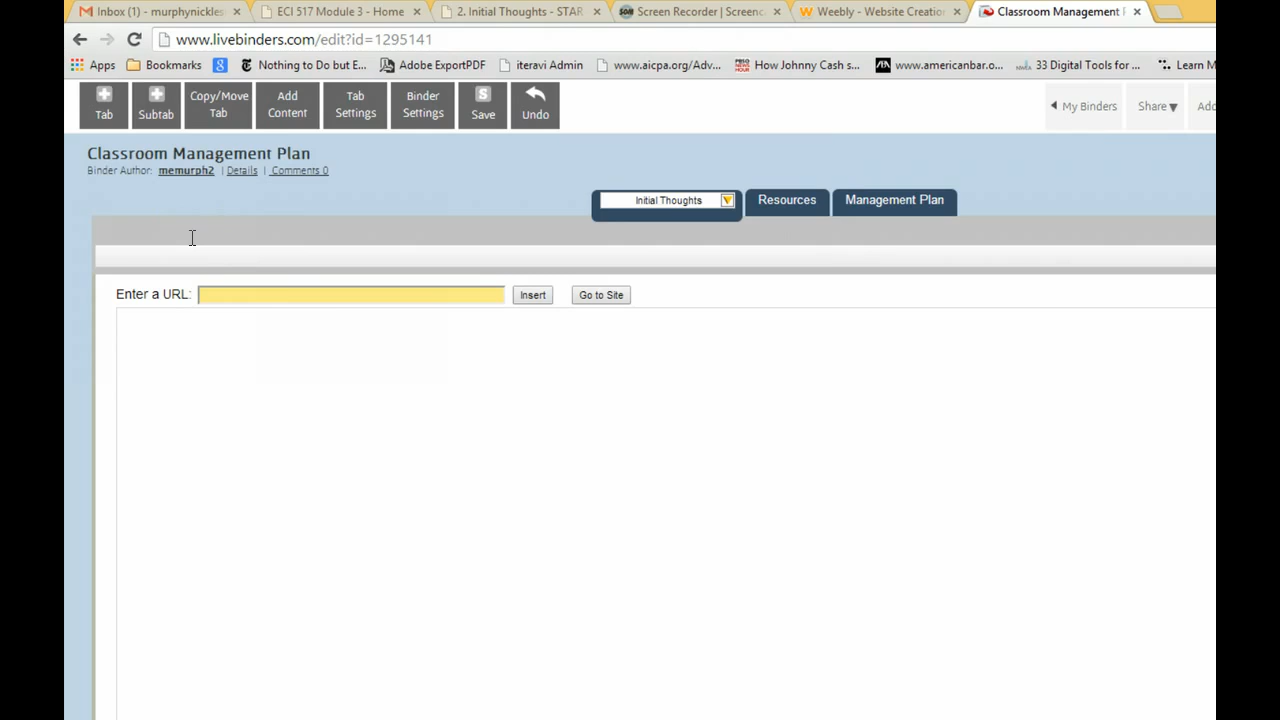 Inbox (1) - murphynickles
ECI 517 Module 3 - Home
2. Initial Thoughts - STAR
Screen Recorder | Screenc
Weebly - Website Creation
Classroom Management P
www.livebinders.com/edit?id=1295141
Apps
Bookmarks
Nothing to Do but E...
Adobe ExportPDF
iteravi Admin
www.aicpa.org/Adv...
How Johnny Cash s...
www.americanbar.o...
33 Digital Tools for ...
Learn M
Tab
Subtab
Copy/Move Tab
Add Content
Tab Settings
Binder Settings
Save
Undo
My Binders
Share
Add
Classroom Management Plan
Binder Author: memurph2 | Details | Comments 0
Initial Thoughts
Resources
Management Plan
Enter a URL:
Insert
Go to Site